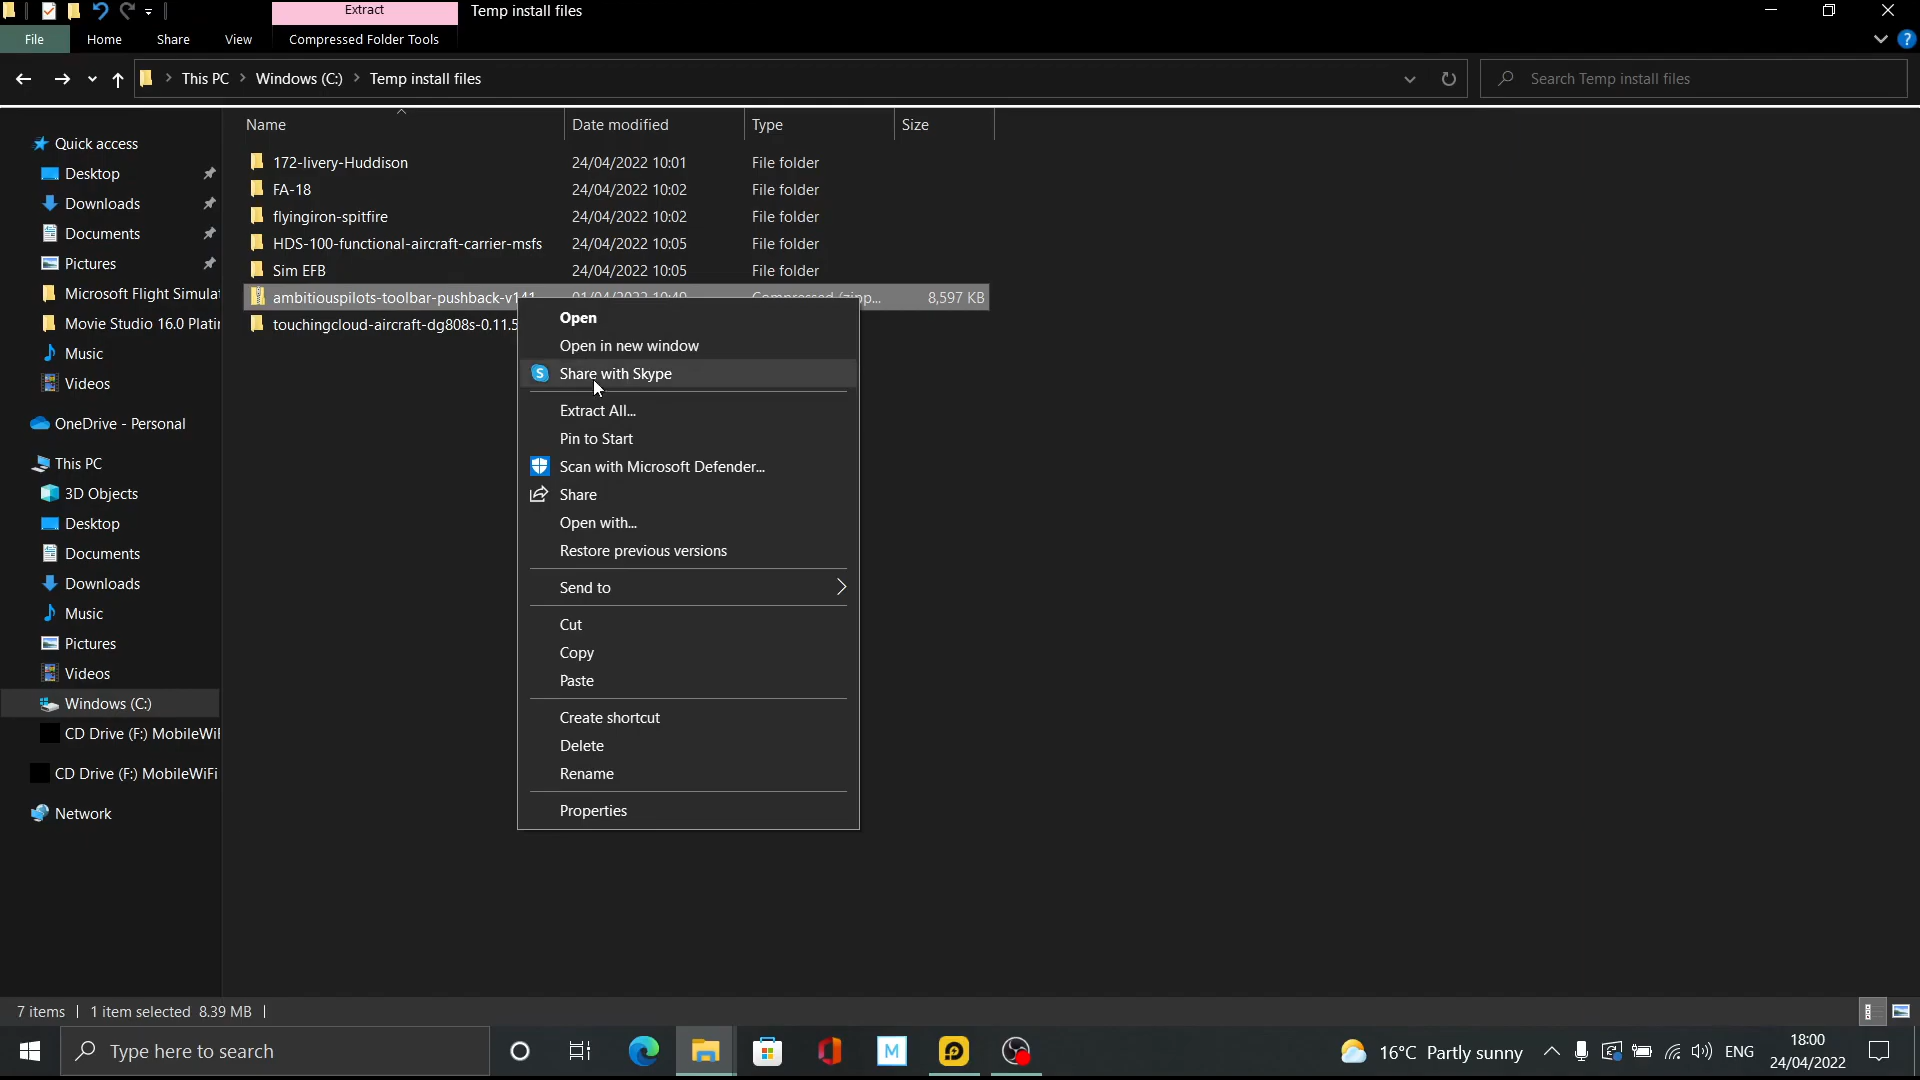 Extract
Temp install files
File
Home
Share
View
Compressed Folder Tools
This PC
Windows (C:)
Temp install files
Search Temp install files
Name
Date modified
Type
Size
Quick access
Desktop
Downloads
Documents
Pictures
Microsoft Flight Simula
Movie Studio 16.0 Plati
Music
Videos
OneDrive - Personal
This PC
3D Objects
Desktop
Documents
Downloads
Music
Pictures
Videos
Windows (C:)
CD Drive (F:) MobileWiF
CD Drive (F:) MobileWiFi
Network
172-livery-Huddison 24/04/2022 10:01 File folder
FA-18 24/04/2022 10:02 File folder
flyingiron-spitfire 24/04/2022 10:02 File folder
HDS-100-functional-aircraft-carrier-msfs 24/04/2022 10:05 File folder
Sim EFB 24/04/2022 10:05 File folder
ambitiouspilots-toolbar-pushback-v141 01/04/2022 Compressed (zipp... 8,597 KB
touchingcloud-aircraft-dg808s-0.11.5
Open
Open in new window
S
Share with Skype
Extract All...
Pin to Start
Scan with Microsoft Defender...
Share
Open with...
Restore previous versions
Send to
Cut
Copy
Paste
Create shortcut
Delete
Rename
Properties
7 items
1 item selected 8.39 MB
Type here to search
M
16°C Partly sunny
ENG
18:00
24/04/2022